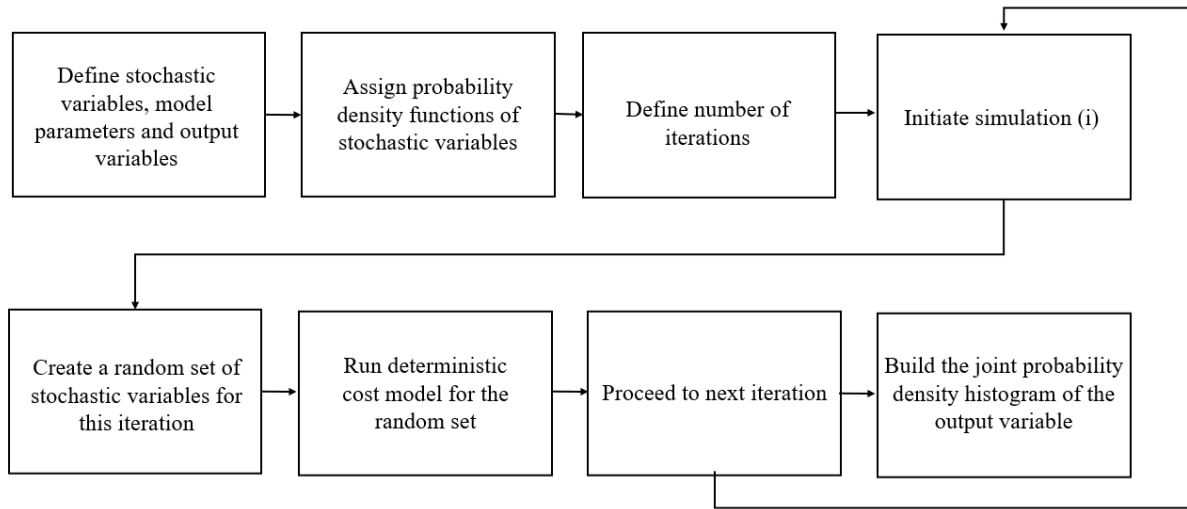 Define stochastic
variables, model
parameters and output
variables
Assign probability
density functions of
stochastic variables
Define number of
iterations
Initiate simulation (i)
Create a random set of
stochastic variables for
this iteration
Run deterministic
cost model for the
random set
Proceed to next iteration
Build the joint probability
density histogram of the
output variable